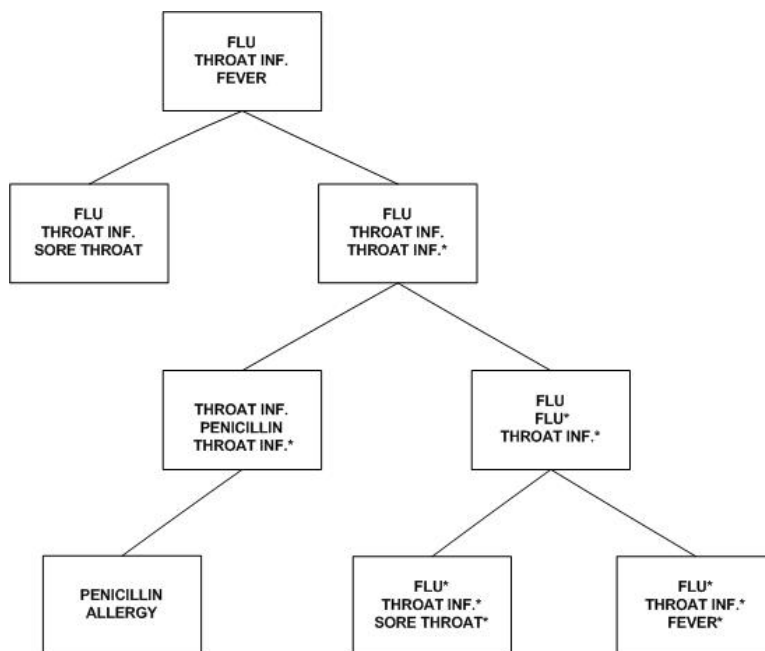 FLU
THROAT INF.
FEVER
FLU
THROAT INF.
SORE THROAT
FLU
THROAT INF.
THROAT INF.*
THROAT INF.
PENICILLIN
THROAT INF.*
FLU
FLU*
THROAT INF.*
PENICILLIN
ALLERGY
FLU*
THROAT INF.*
SORE THROAT*
FLU*
THROAT INF.*
FEVER*